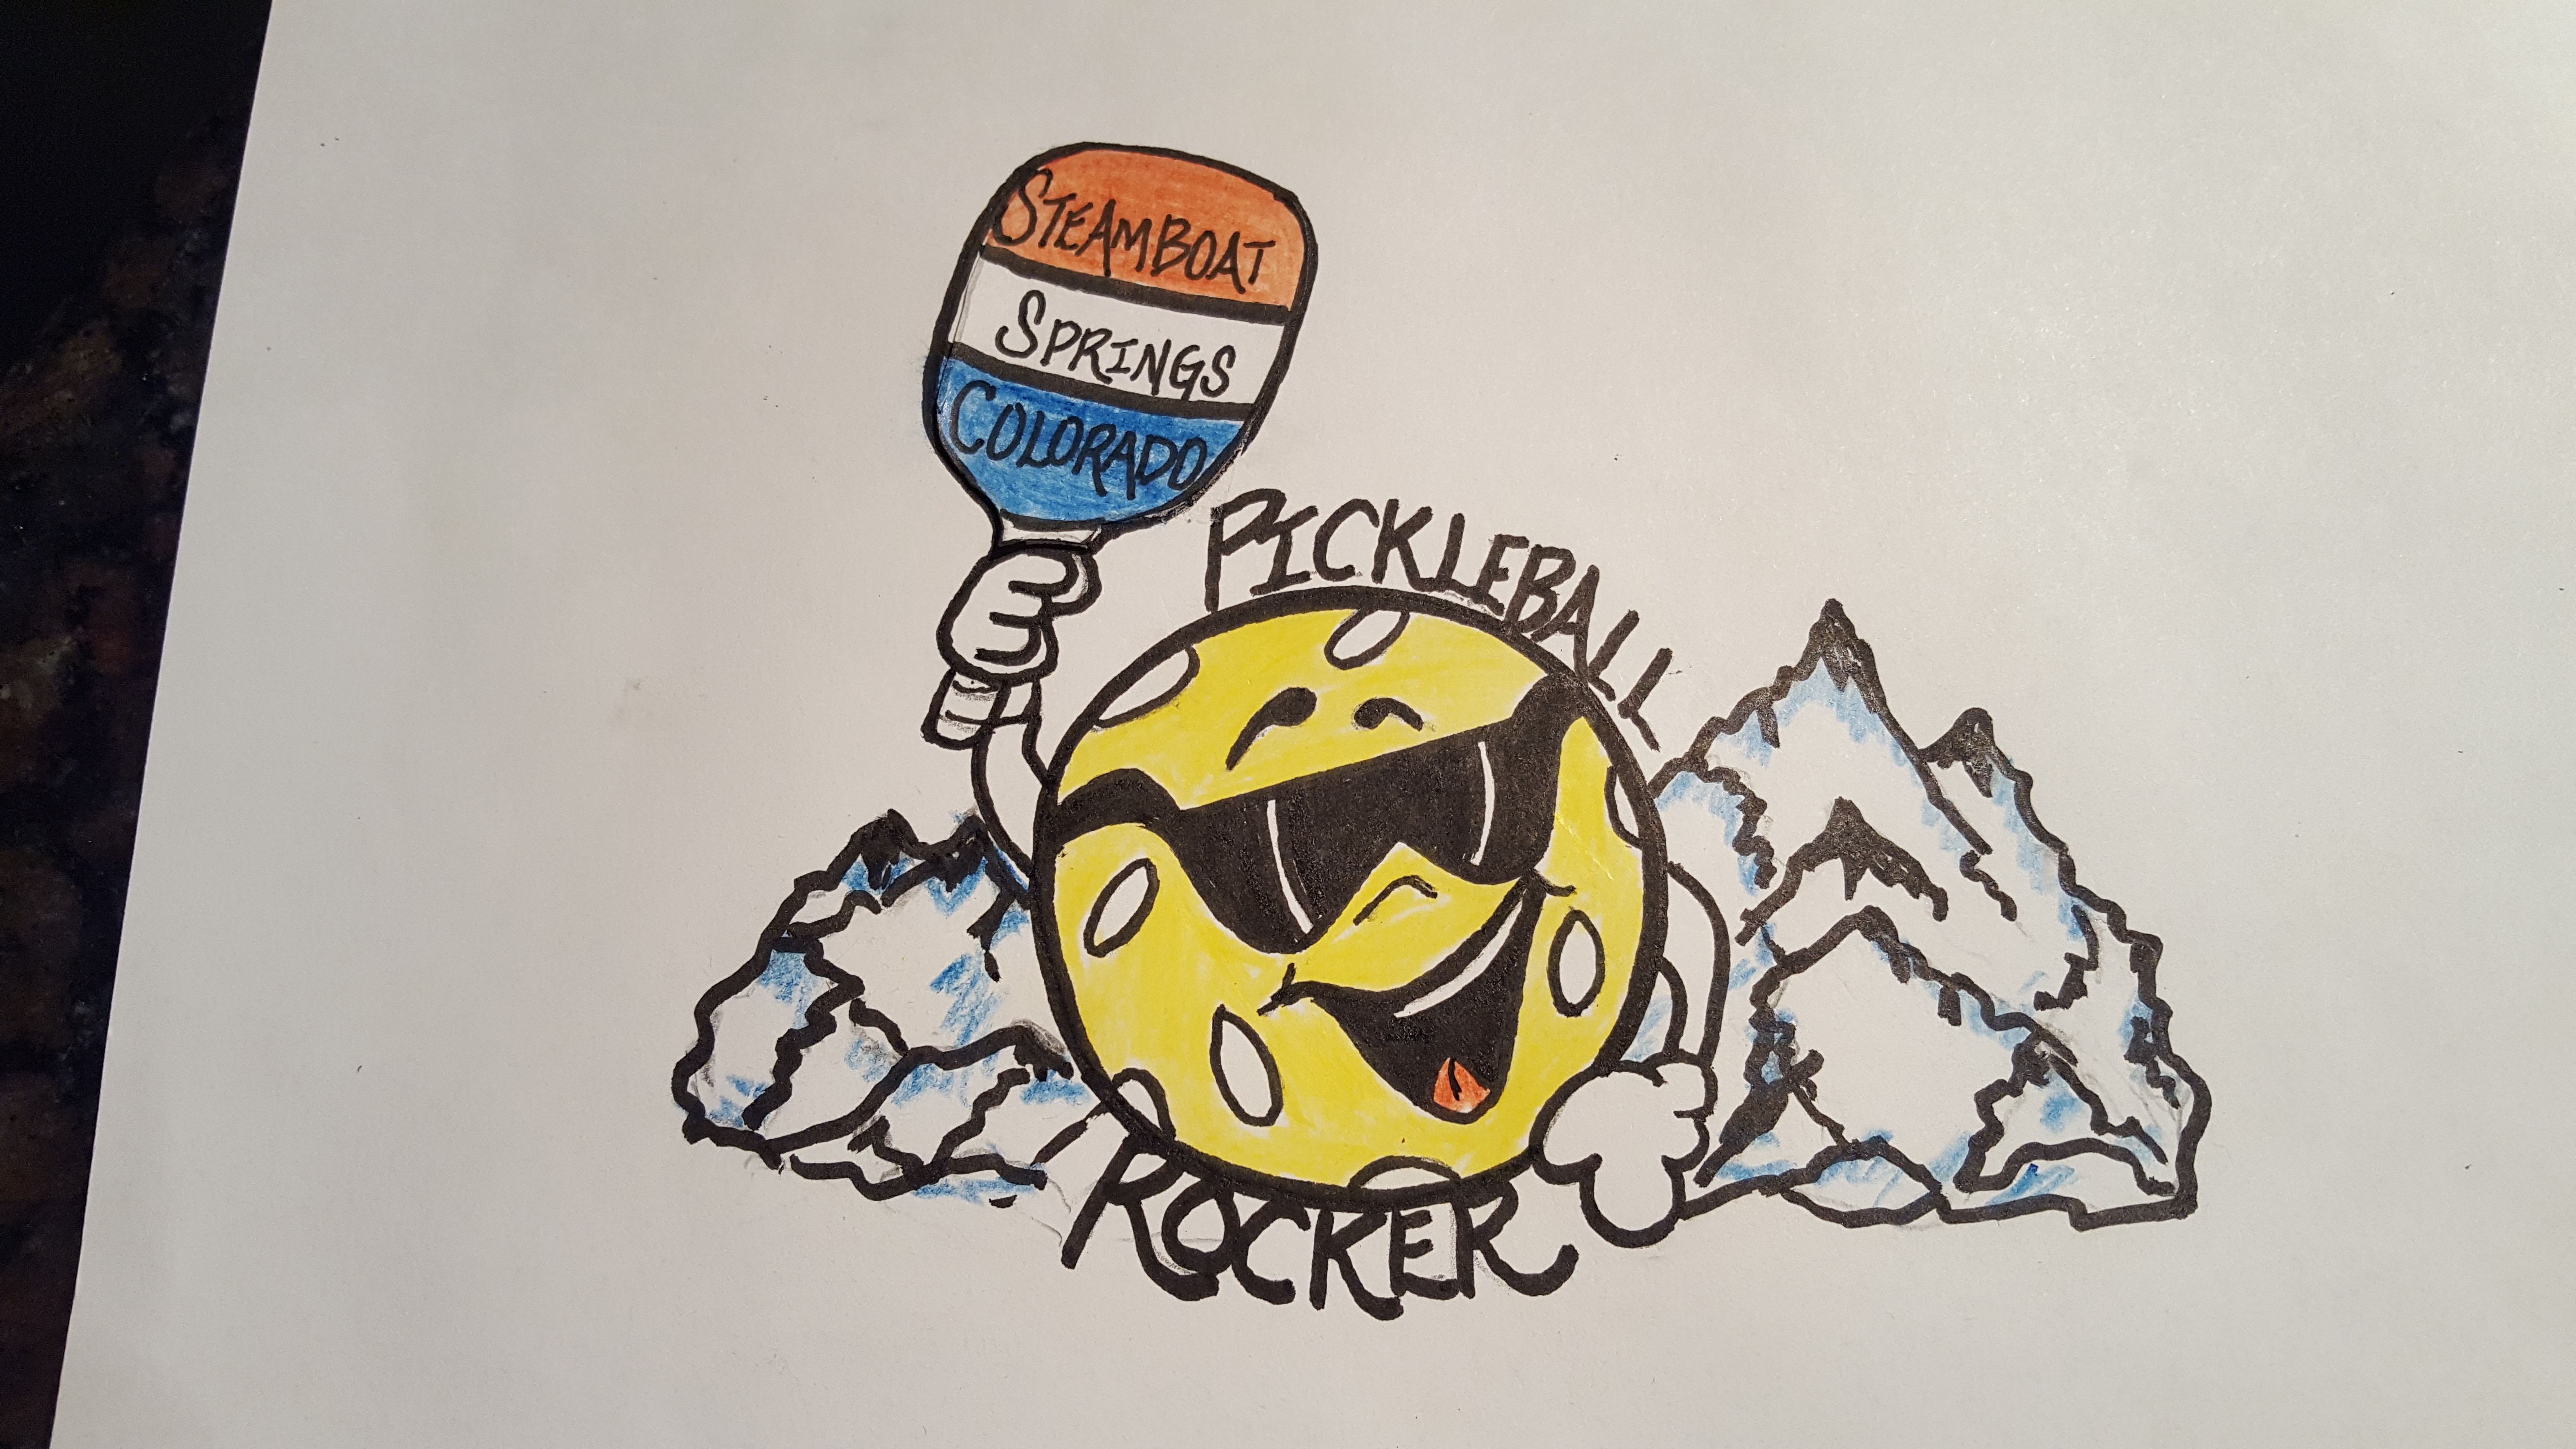 STEAMBOAT
SPRINGS
COLORADO
PICKLEBALL
ROCKER